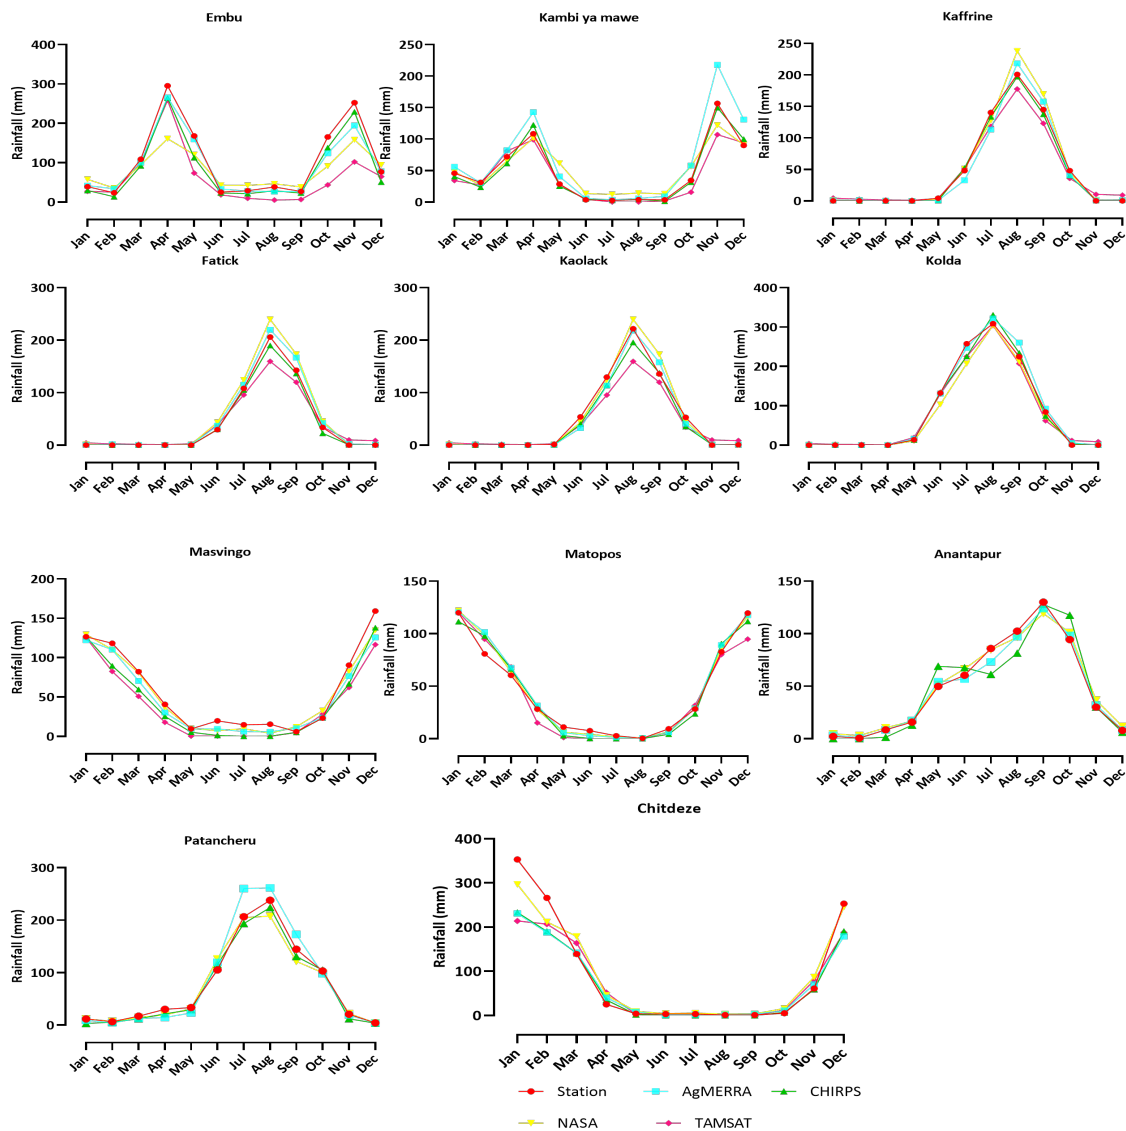 Embu
Kambi ya mawe
Kaffrine
Rainfall (mm)
400
300
200
100
0
Jan Feb Mar Apr May Jun Jul Aug Sep Oct Nov Dec
Rainfall (mm)
250
200
150
100
50
0
Jan Feb Mar Apr May Jun Jul Aug Sep Oct Nov Dec
Rainfall (mm)
250
200
150
100
50
0
Jan Feb Mar Apr May Jun Jul Aug Sep Oct Nov Dec
Fatick
Kaolack
Kolda
Rainfall (mm)
300
200
100
0
Jan Feb Mar Apr May Jun Jul Aug Sep Oct Nov Dec
Rainfall (mm)
300
200
100
0
Jan Feb Mar Apr May Jun Jul Aug Sep Oct Nov Dec
Rainfall (mm)
400
300
200
100
0
Jan Feb Mar Apr May Jun Jul Aug Sep Oct Nov Dec
Masvingo
Matopos
Anantapur
Rainfall (mm)
200
150
100
50
0
Jan Feb Mar Apr May Jun Jul Aug Sep Oct Nov Dec
Rainfall (mm)
150
100
50
0
Jan Feb Mar Apr May Jun Jul Aug Sep Oct Nov Dec
Rainfall (mm)
150
100
50
0
Jan Feb Mar Apr May Jun Jul Aug Sep Oct Nov Dec
Patancheru
Chitdeze
Rainfall (mm)
300
200
100
0
Jan Feb Mar Apr May Jun Jul Aug Sep Oct Nov Dec
Rainfall (mm)
400
300
200
100
0
Jan Feb Mar Apr May Jun Jul Aug Sep Oct Nov Dec
Station AgMERRA CHIRPS
NASA TAMSAT